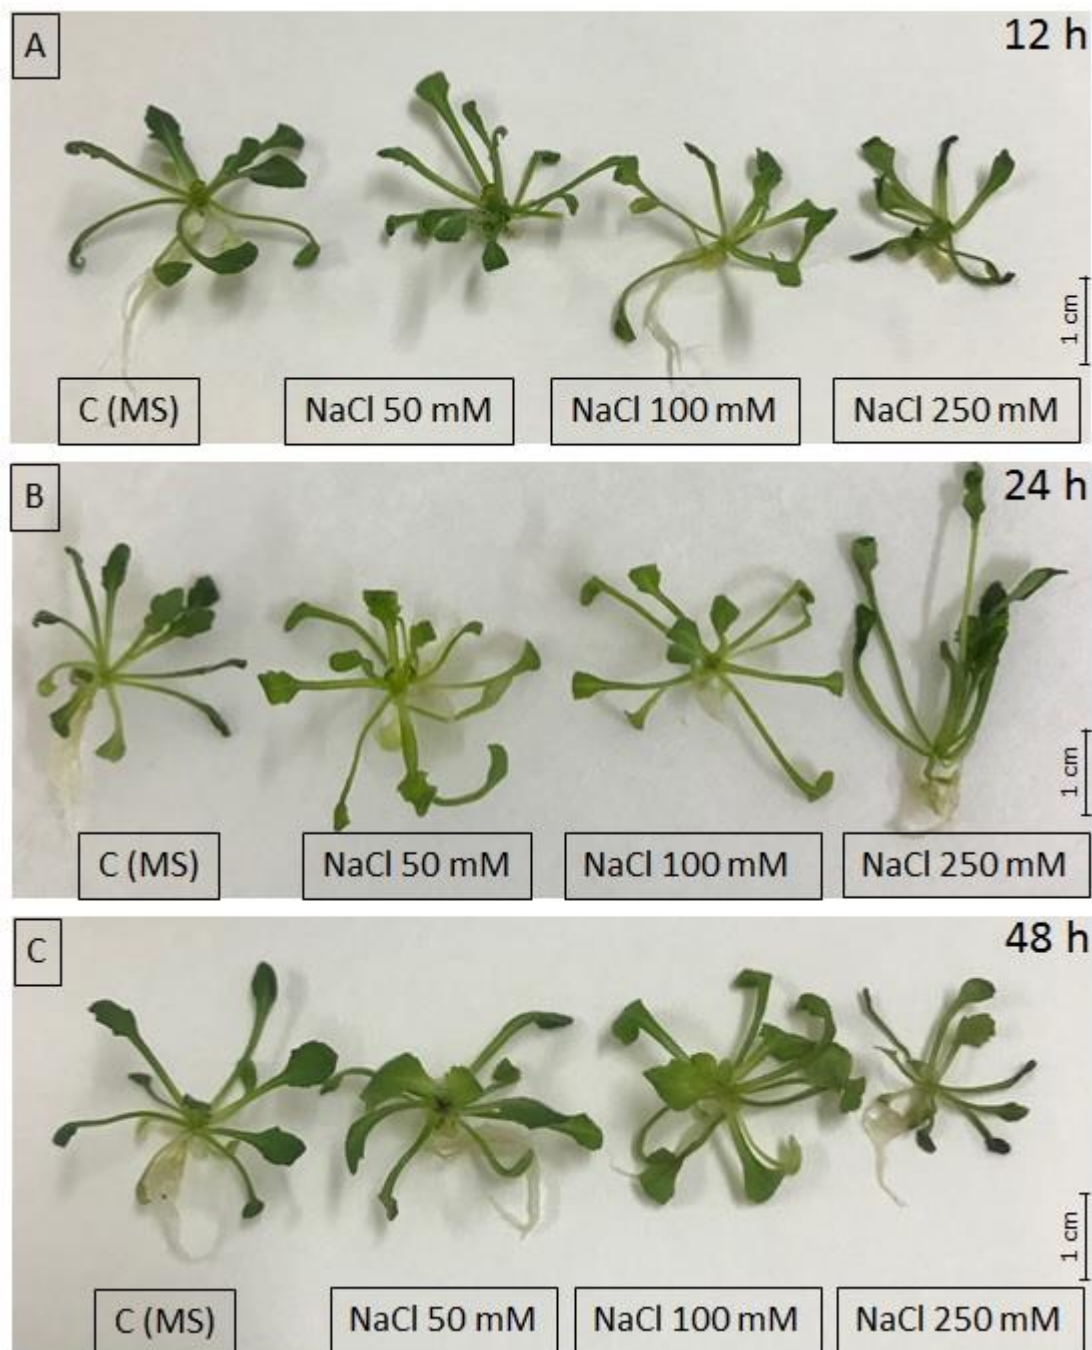 A
12 h
1 cm
C (MS)
NaCl 50 mM
NaCl 100 mM
NaCl 250 mM
B
24 h
1 cm
C (MS)
NaCl 50 mM
NaCl 100 mM
NaCl 250 mM
C
48 h
1 cm
C (MS)
NaCl 50 mM
NaCl 100 mM
NaCl 250 mM